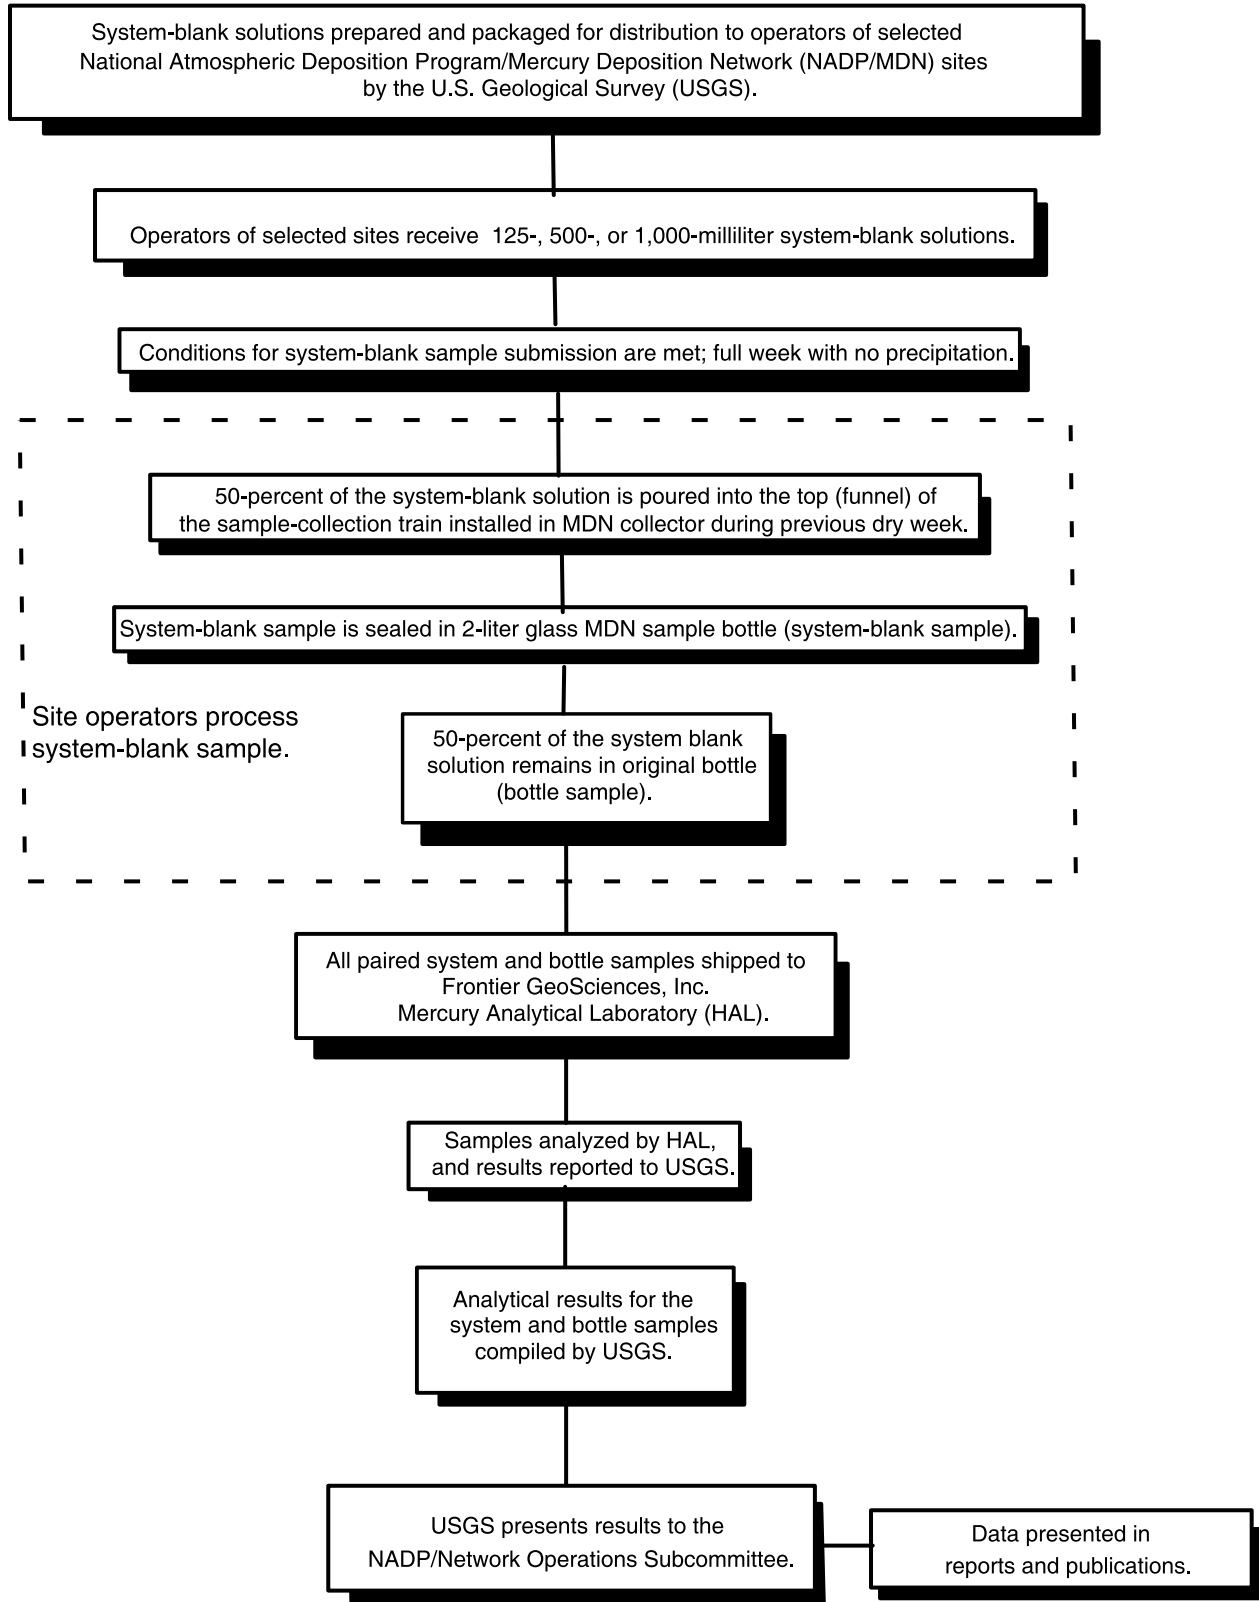 System-blank solutions prepared and packaged for distribution to operators of selected
National Atmospheric Deposition Program/Mercury Deposition Network (NADP/MDN) sites
by the U.S. Geological Survey (USGS).
Operators of selected sites receive 125-, 500-, or 1,000-milliliter system-blank solutions.
Conditions for system-blank sample submission are met; full week with no precipitation.
50-percent of the system-blank solution is poured into the top (funnel) of
the sample-collection train installed in MDN collector during previous dry week.
System-blank sample is sealed in 2-liter glass MDN sample bottle (system-blank sample).
Site operators process
system-blank sample.
50-percent of the system blank
solution remains in original bottle
(bottle sample).
All paired system and bottle samples shipped to
Frontier GeoSciences, Inc.
Mercury Analytical Laboratory (HAL).
Samples analyzed by HAL,
and results reported to USGS.
Analytical results for the
system and bottle samples
compiled by USGS.
USGS presents results to the
NADP/Network Operations Subcommittee.
Data presented in
reports and publications.